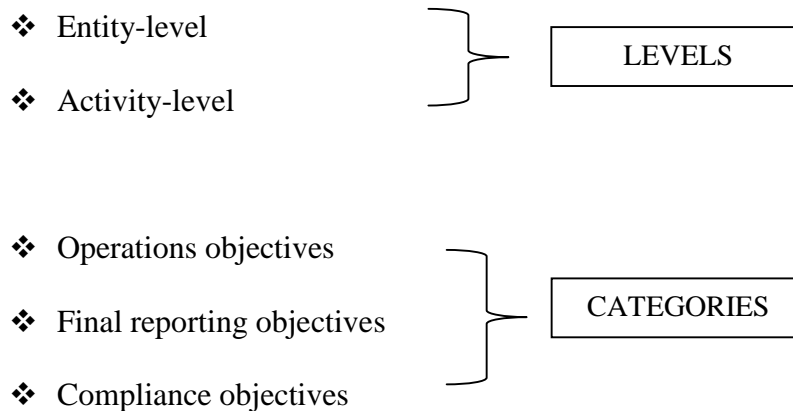 ❖ Entity-level
LEVELS
❖ Activity-level
❖ Operations objectives
CATEGORIES
❖ Final reporting objectives
❖ Compliance objectives